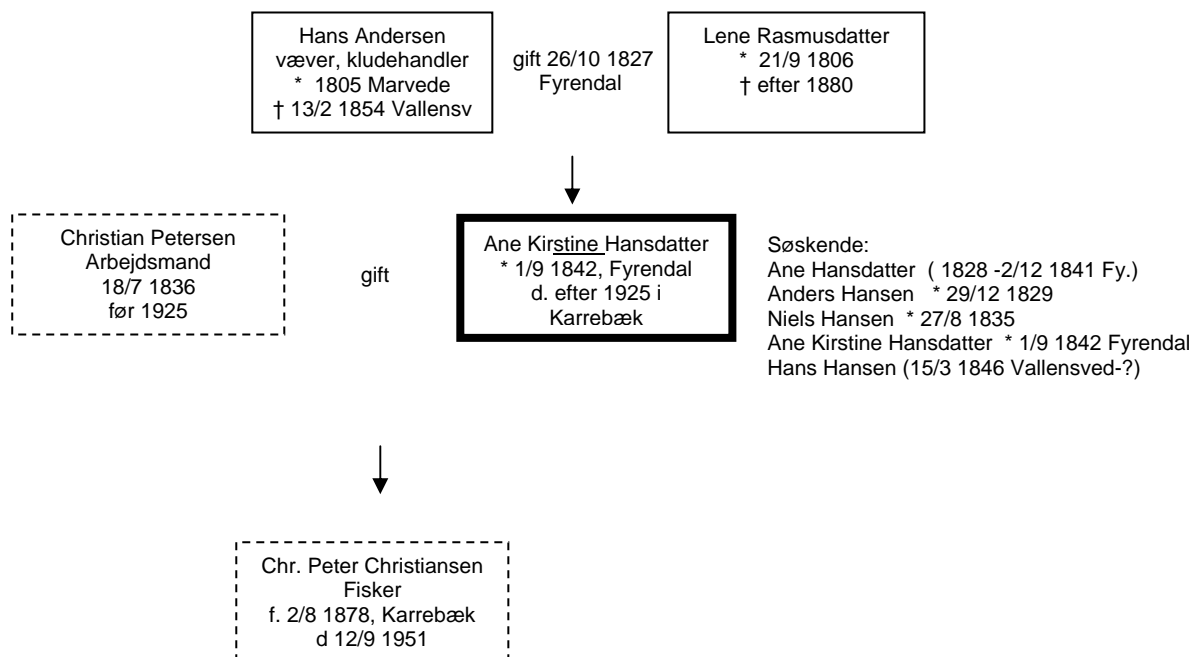 Hans Andersen
væver, kludehandler
* 1805 Marvede
† 13/2 1854 Vallensv
gift 26/10 1827
Fyrendal
Lene Rasmusdatter
* 21/9 1806
† efter 1880
Christian Petersen
Arbejdsmand
18/7 1836
før 1925
gift
Ane Kirstine Hansdatter
* 1/9 1842, Fyrendal
d. efter 1925 i
Karrebæk
Søskende:
Ane Hansdatter ( 1828 -2/12 1841 Fy.)
Anders Hansen * 29/12 1829
Niels Hansen * 27/8 1835
Ane Kirstine Hansdatter * 1/9 1842 Fyrendal
Hans Hansen (15/3 1846 Vallensved-?)
Chr. Peter Christiansen
Fisker
f. 2/8 1878, Karrebæk
d 12/9 1951